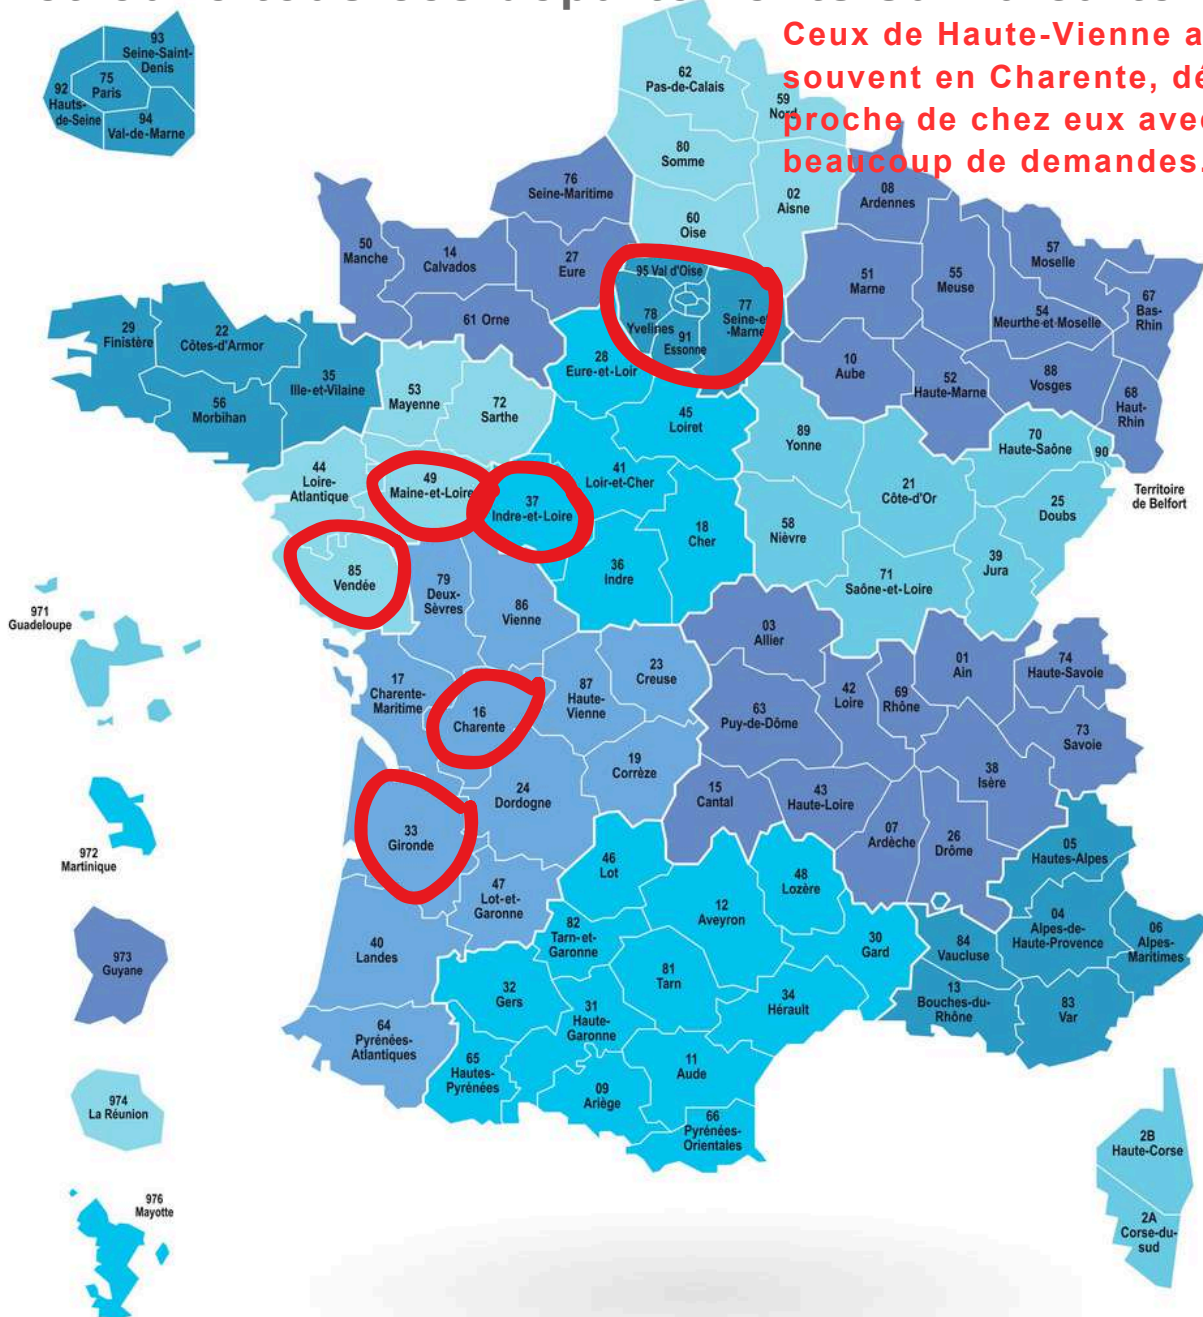 Ceux de Haute-Vienne a
souvent en Charente, dé
proche de chez eux avec
beaucoup de demandes.
93
Seine-Saint-
Denis
75
Paris
92
Hauts-
de-Seine
94
Val-de-Marne
62
Pas-de-Calais
59
Nord
80
Somme
02
Aisne
60
Oise
76
Seine-Maritime
27
Eure
08
Ardennes
50
Manche
14
Calvados
61 Orne
95 Val d'Oise
78
Yvelines
91
Essonne
77
Seine-et
-Marne
51
Marne
55
Meuse
57
Moselle
54
Meurthe-et-Moselle
67
Bas-
Rhin
10
Aube
52
Haute-Marne
88
Vosges
68
Haut-
Rhin
29
Finistère
22
Côtes-d'Armor
35
Ille-et-Vilaine
56
Morbihan
53
Mayenne
72
Sarthe
28
Eure-et-Loir
45
Loiret
89
Yonne
70
Haute-Saône
90
Territoire
de Belfort
44
Loire-
Atlantique
49
Maine-et-Loire
37
Indre-et-Loire
41
Loir-et-Cher
18
Cher
58
Nièvre
21
Côte-d'Or
25
Doubs
39
Jura
71
Saône-et-Loire
85
Vendée
79
Deux-
Sèvres
86
Vienne
36
Indre
971
Guadeloupe
03
Allier
01
Ain
74
Haute-Savoie
17
Charente-
Maritime
16
Charente
87
Haute-
Vienne
23
Creuse
63
Puy-de-Dôme
42
Loire
69
Rhône
73
Savoie
19
Corrèze
24
Dordogne
15
Cantal
43
Haute-Loire
38
Isère
07
Ardèche
26
Drôme
05
Hautes-Alpes
33
Gironde
972
Martinique
47
Lot-et-
Garonne
46
Lot
48
Lozère
12
Aveyron
82
Tarn-et-
Garonne
30
Gard
84
Vaucluse
04
Alpes-de-
Haute-Provence
06
Alpes-
Maritimes
40
Landes
973
Guyane
32
Gers
81
Tarn
34
Hérault
13
Bouches-du-
Rhône
83
Var
31
Haute-
Garonne
64
Pyrénées-
Atlantiques
65
Hautes-
Pyrénées
11
Aude
09
Ariège
66
Pyrénées-
Orientales
974
La Réunion
2B
Haute-Corse
2A
Corse-du-
sud
976
Mayotte